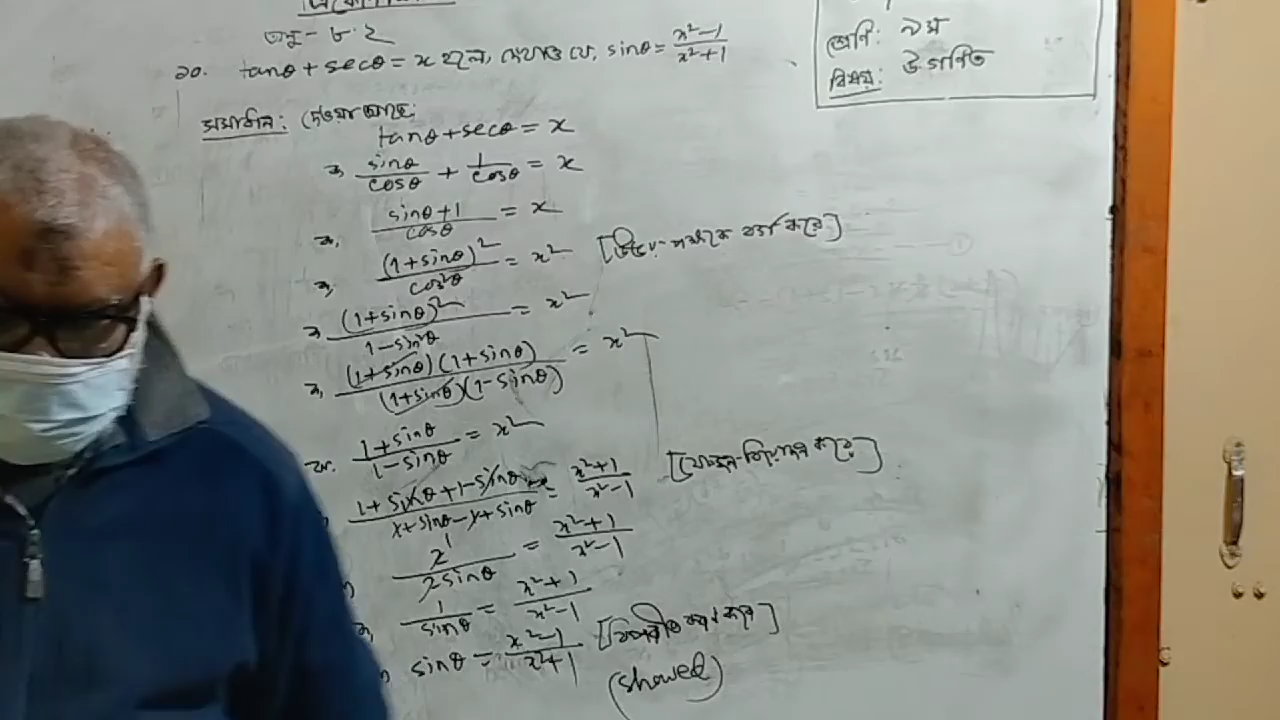 অনু - ৮.২
শ্রেণি: ৯ম
বিষয়: উ.গণিত
১০. tanθ + secθ = x হলে, দেখাও যে, sinθ = (x²-1)/(x²+1)
সমাধান: দেওয়া আছে,
tanθ + secθ = x
বা, sinθ/cosθ + 1/cosθ = x
বা, (sinθ+1)/cosθ = x
বা, (1+sinθ)²/cos²θ = x² [উভয় পক্ষকে বর্গ করে]
বা, (1+sinθ)²/(1-sin²θ) = x²
বা, (1+sinθ)(1+sinθ)/(1+sinθ)(1-sinθ) = x²
বা, (1+sinθ)/(1-sinθ) = x²
(1+sinθ+1-sinθ)/(1+sinθ-1+sinθ) = (x²+1)/(x²-1) [যোজন-বিয়োজন করে]
2/2sinθ = (x²+1)/(x²-1)
বা, 1/sinθ = (x²+1)/(x²-1)
sinθ = (x²-1)/(x²+1) [বিপরীত করণ করে]
(showed)